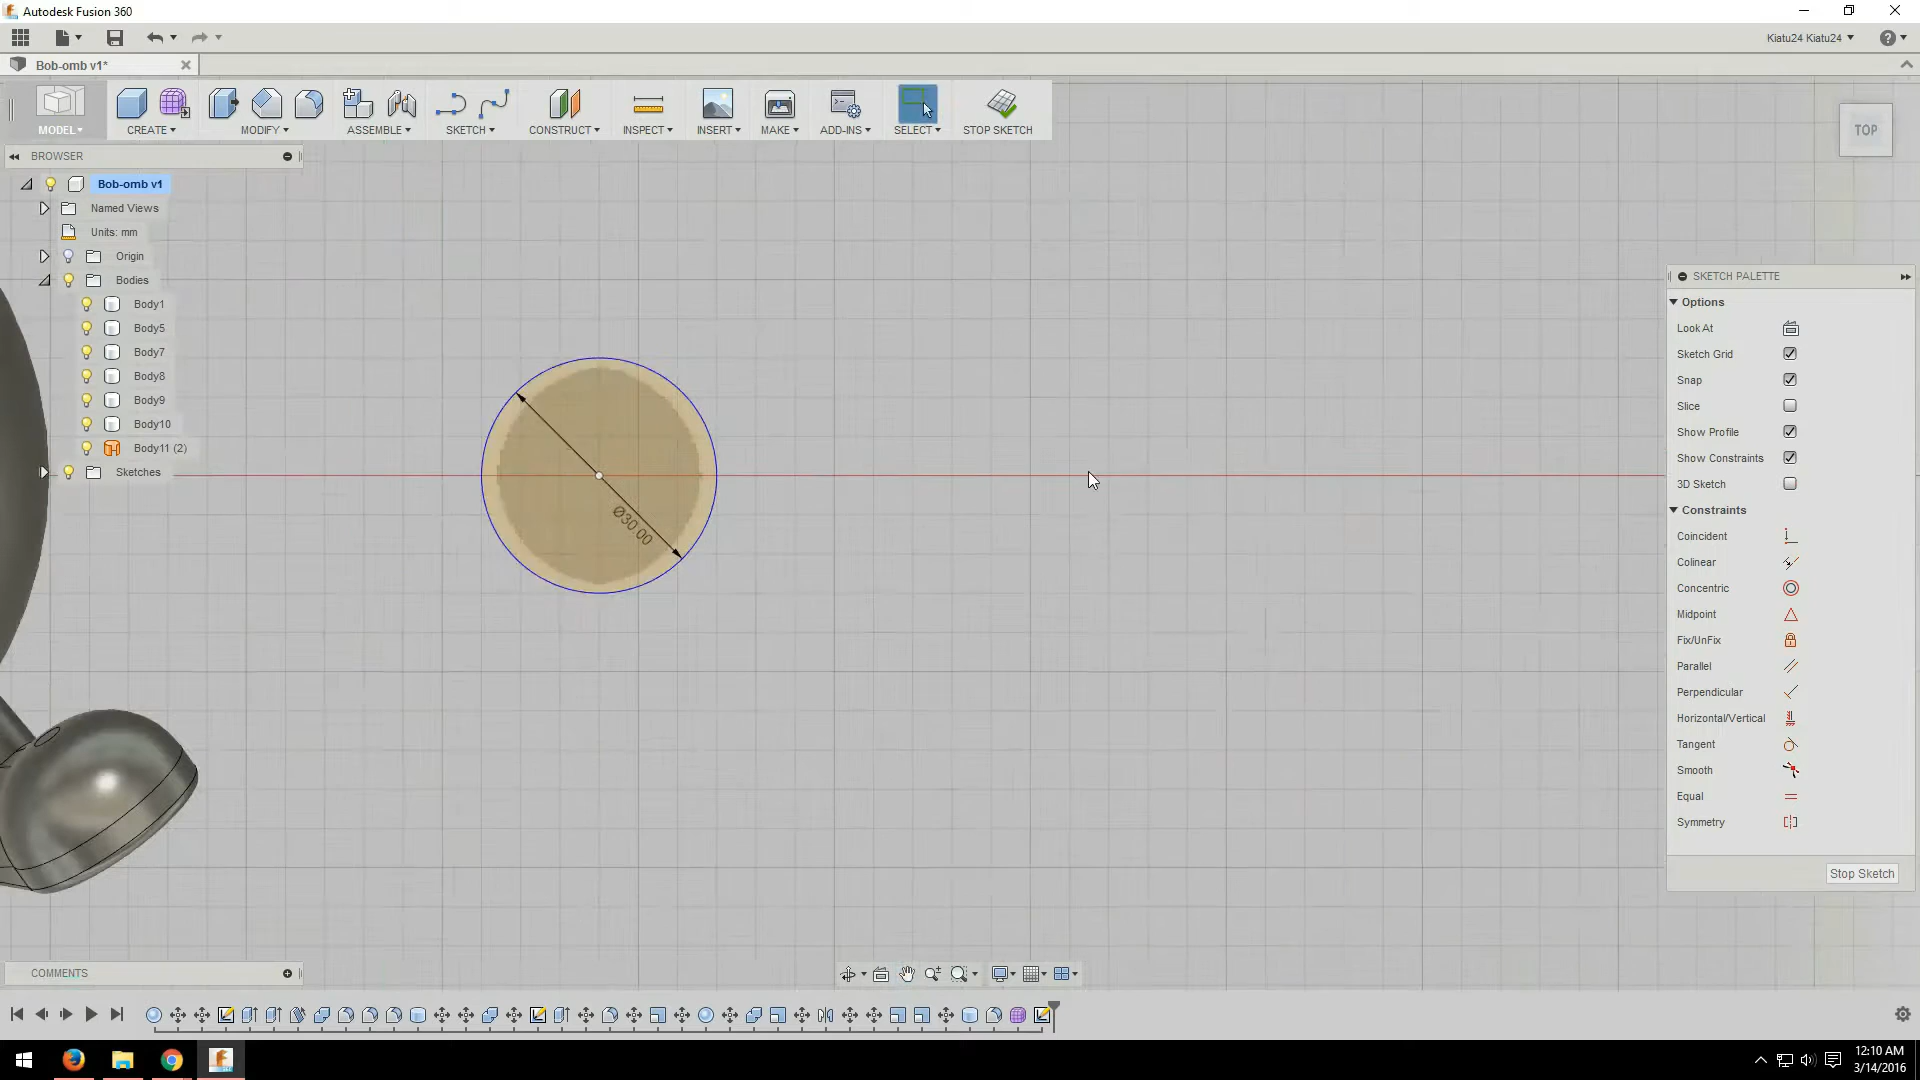 Autodesk Fusion 360
Kiatu24 Kiatu24
Bob-omb v1*
MODEL
CREATE
MODIFY
ASSEMBLE
SKETCH
CONSTRUCT
INSPECT
INSERT
MAKE
ADD-INS
SELECT
STOP SKETCH
TOP
BROWSER
Bob-omb v1
Named Views
Units: mm
Origin
Bodies
Body1
Body5
Body7
Body8
Body9
Body10
Body11 (2)
Sketches
Ø30.00
SKETCH PALETTE
Options
Look At
Sketch Grid
Snap
Slice
Show Profile
Show Constraints
3D Sketch
Constraints
Coincident
Colinear
Concentric
Midpoint
Fix/UnFix
Parallel
Perpendicular
Horizontal/Vertical
Tangent
Smooth
Equal
Symmetry
Stop Sketch
COMMENTS
12:10 AM
3/14/2016